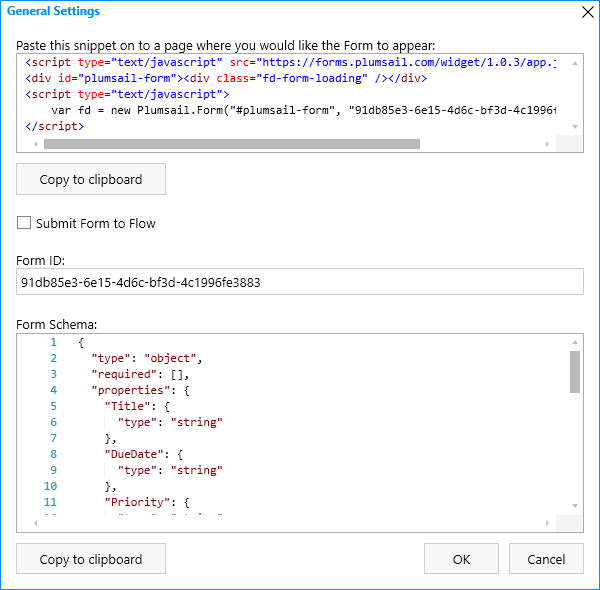 General Settings
Paste this snippet on to a page where you would like the Form to appear:
<script type="text/javascript" src="https://forms.plumsail.com/widget/1.0.3/app.j
<div id="plumsail-form"><div class="fd-form-loading" /></div>
<script type="text/javascript">
var fd = new Plumsail.Form("#plumsail-form", "91db85e3-6e15-4d6c-bf3d-4c1996f
</script>
Copy to clipboard
Submit Form to Flow
Form ID:
91db85e3-6e15-4d6c-bf3d-4c1996fe3883
Form Schema:
1 {
2 "type": "object",
3 "required": [],
4 "properties": {
5 "Title": {
6 "type": "string"
7 },
8 "DueDate": {
9 "type": "string"
10 },
11 "Priority": {
Copy to clipboard
OK
Cancel